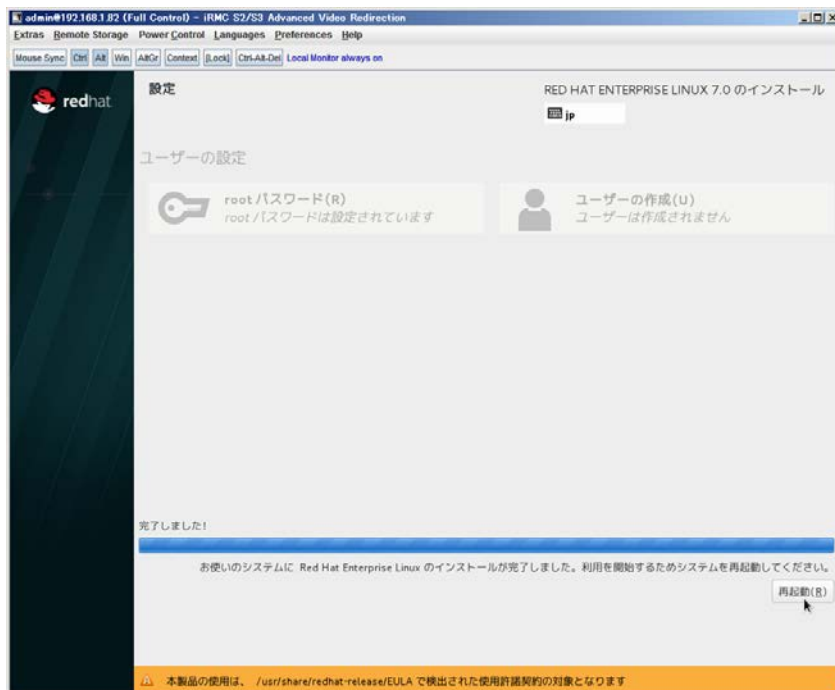 admin@192.168.1.82 (Full Control) - iRMC S2/S3 Advanced Video Redirection
Extras Remote Storage Power Control Languages Preferences Help
Mouse Sync Ctrl Alt Win AltGr Context [Lock] Ctrl-Alt-Del Local Monitor always on
redhat
設定
RED HAT ENTERPRISE LINUX 7.0 のインストール
jp
ユーザーの設定
root パスワード(R)
root パスワードは設定されています
ユーザーの作成(U)
ユーザーは作成されません
完了しました!
お使いのシステムに Red Hat Enterprise Linux のインストールが完了しました。利用を開始するためシステムを再起動してください。
再起動(R)
本製品の使用は、 /usr/share/redhat-release/EULA で検出された使用許諾契約の対象となります